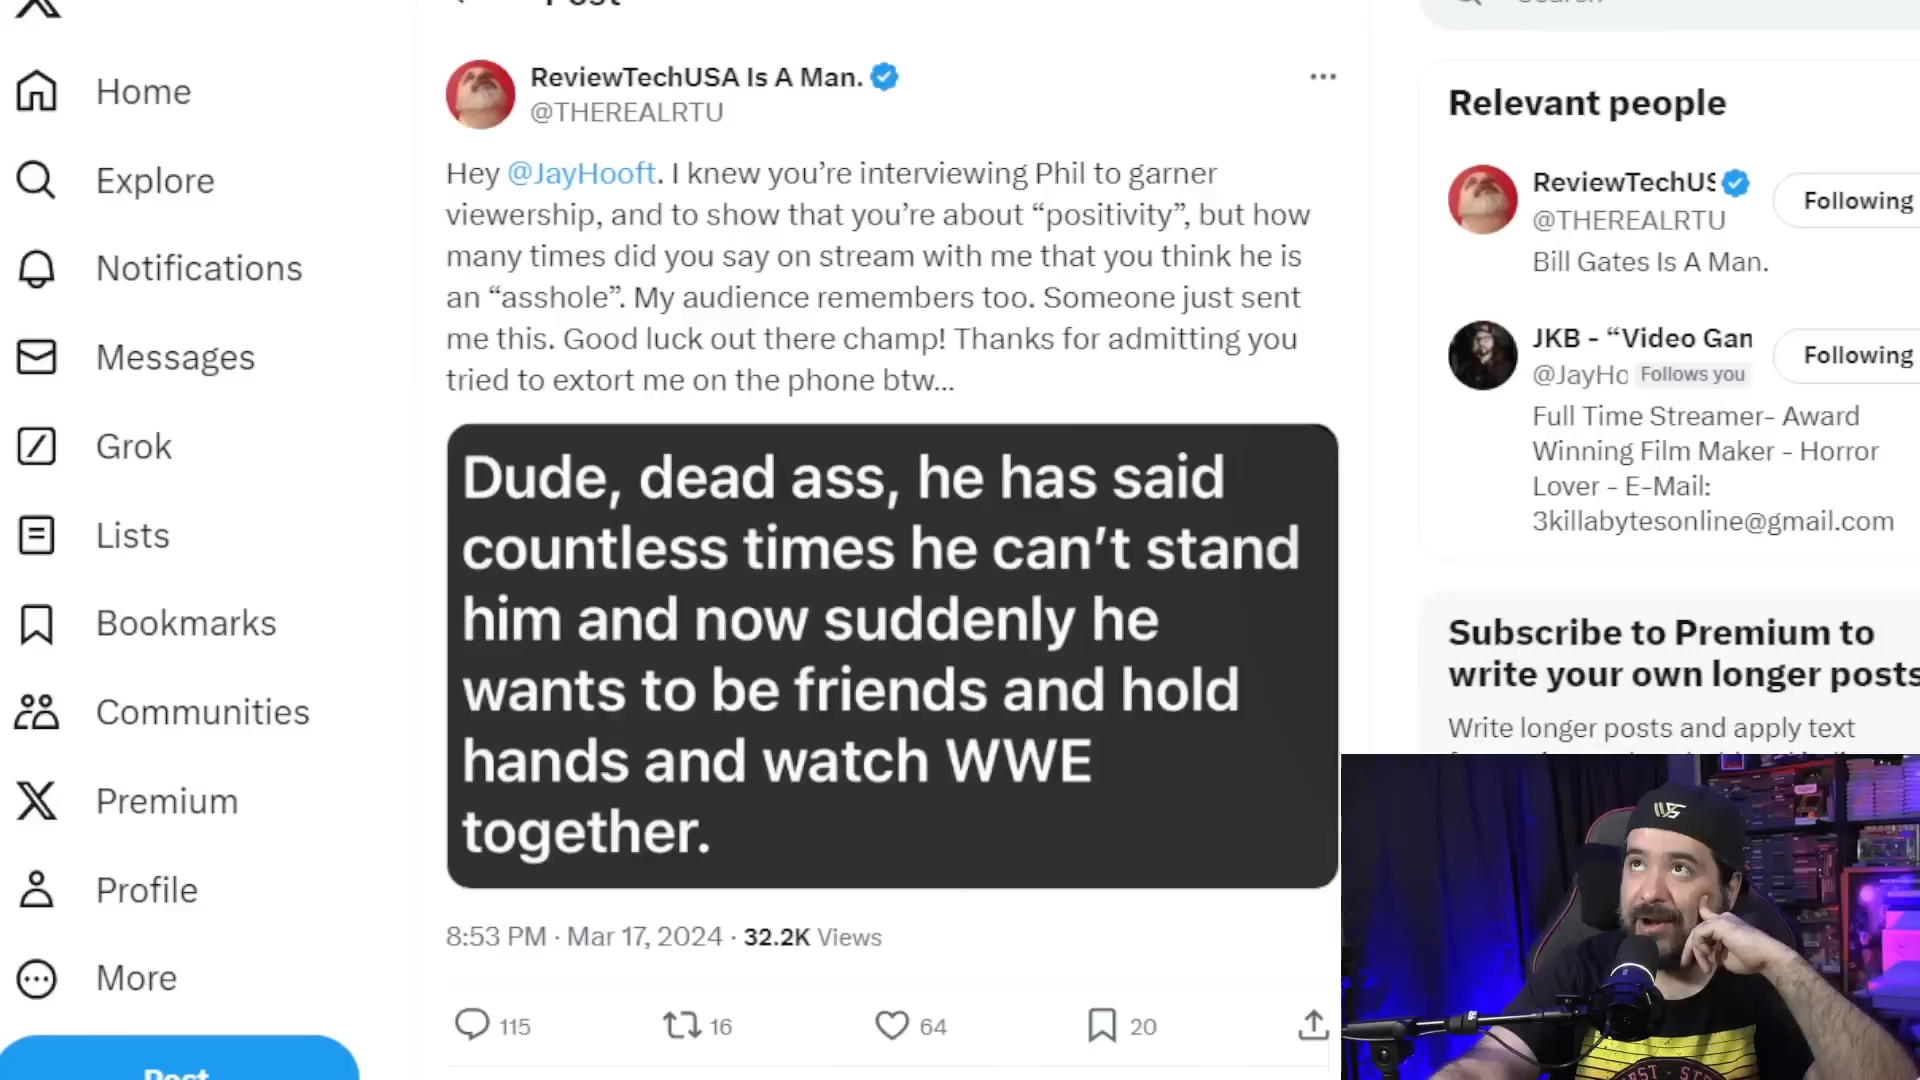 Post
Search
Home
Explore
Notifications
Messages
Grok
Lists
Bookmarks
Communities
Premium
Profile
More
Post
ReviewTechUSA Is A Man.
@THEREALRTU
Hey @JayHooft. I knew you’re interviewing Phil to garner
viewership, and to show that you’re about “positivity”, but how
many times did you say on stream with me that you think he is
an “asshole”. My audience remembers too. Someone just sent
me this. Good luck out there champ! Thanks for admitting you
tried to extort me on the phone btw...
Dude, dead ass, he has said
countless times he can’t stand
him and now suddenly he
wants to be friends and hold
hands and watch WWE
together.
8:53 PM · Mar 17, 2024 · 32.2K Views
115 16 64 20
Relevant people
ReviewTechUS
@THEREALRTU
Following
Bill Gates Is A Man.
JKB - “Video Gan
@JayHo Follows you
Following
Full Time Streamer- Award
Winning Film Maker - Horror
Lover - E-Mail:
3killabytesonline@gmail.com
Subscribe to Premium to
write your own longer posts
Write longer posts and apply text